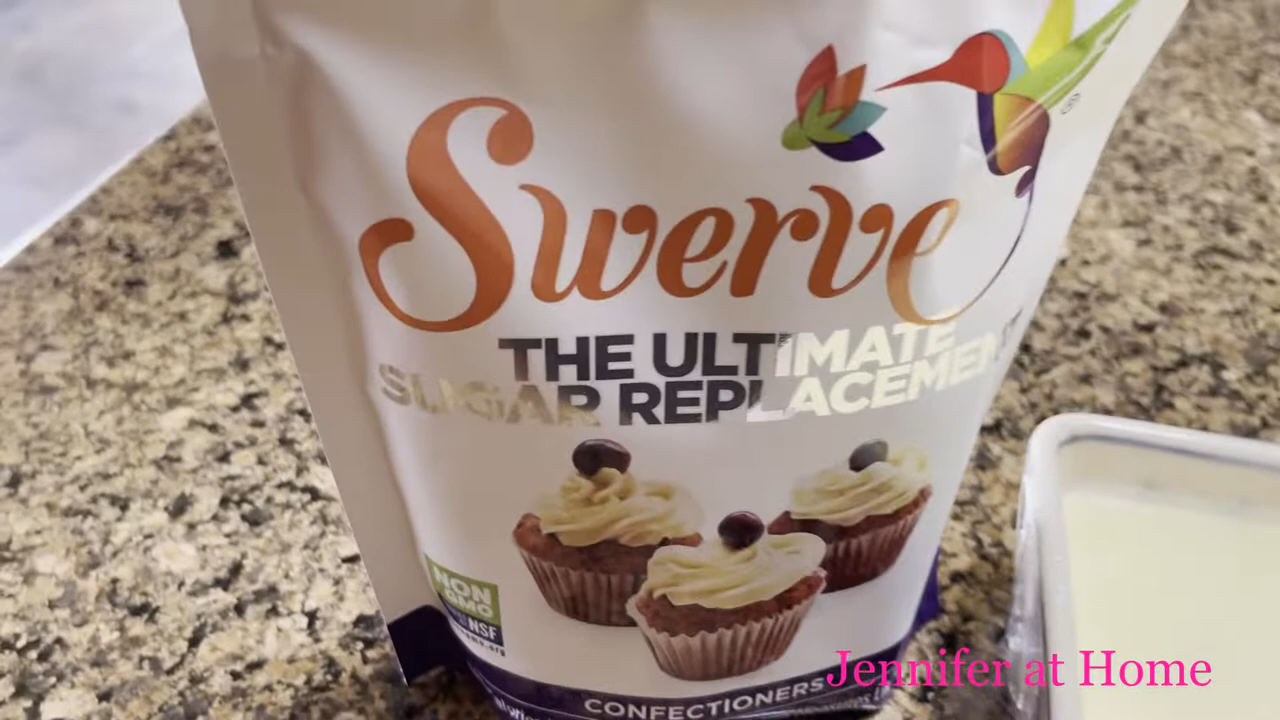 Swerve
®
THE ULTIMATE
SUGAR REPLACEMENT
NON
GMO
NSF
CONFECTIONERS
Jennifer at Home